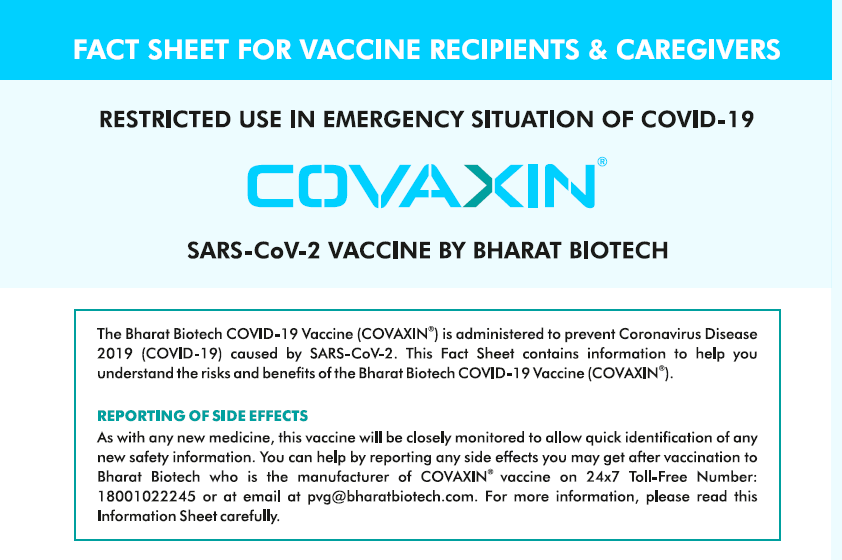 FACT SHEET FOR VACCINE RECIPIENTS & CAREGIVERS
RESTRICTED USE IN EMERGENCY SITUATION OF COVID-19
COVAXIN®
SARS-CoV-2 VACCINE BY BHARAT BIOTECH
The Bharat Biotech COVID-19 Vaccine (COVAXIN®) is administered to prevent Coronavirus Disease
2019 (COVID-19) caused by SARS-CoV-2. This Fact Sheet contains information to help you
understand the risks and benefits of the Bharat Biotech COVID-19 Vaccine (COVAXIN®).
REPORTING OF SIDE EFFECTS
As with any new medicine, this vaccine will be closely monitored to allow quick identification of any
new safety information. You can help by reporting any side effects you may get after vaccination to
Bharat Biotech who is the manufacturer of COVAXIN® vaccine on 24x7 Toll-Free Number:
18001022245 or at email at pvg@bharatbiotech.com. For more information, please read this
Information Sheet carefully.